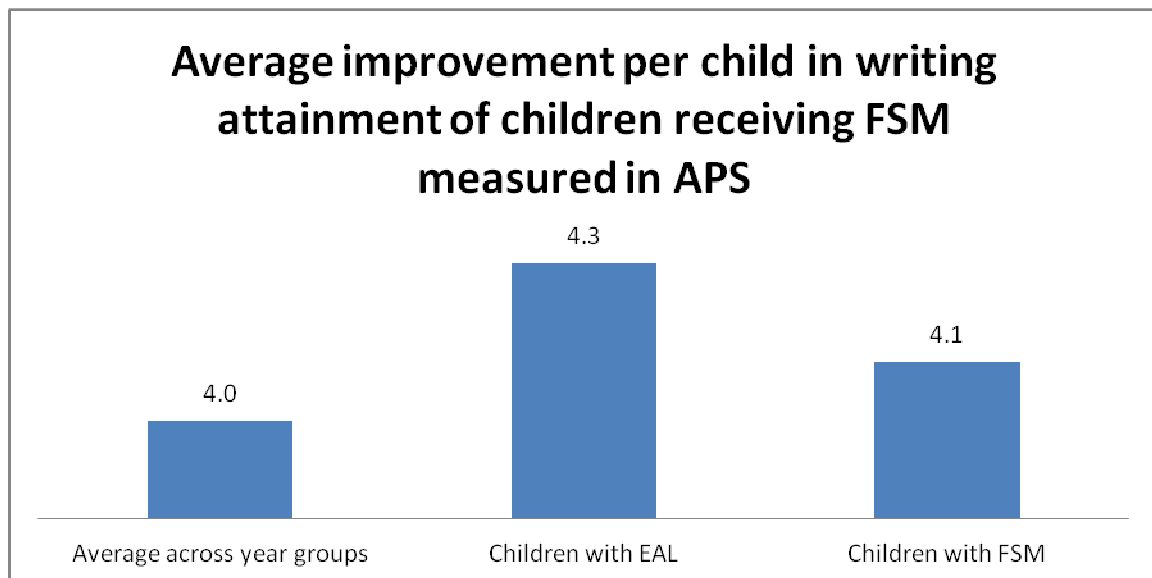 Average improvement per child in writing
attainment of children receiving FSM
measured in APS
4.3
4.1
4.0
Average across year groups
Children with EAL
Children with FSM